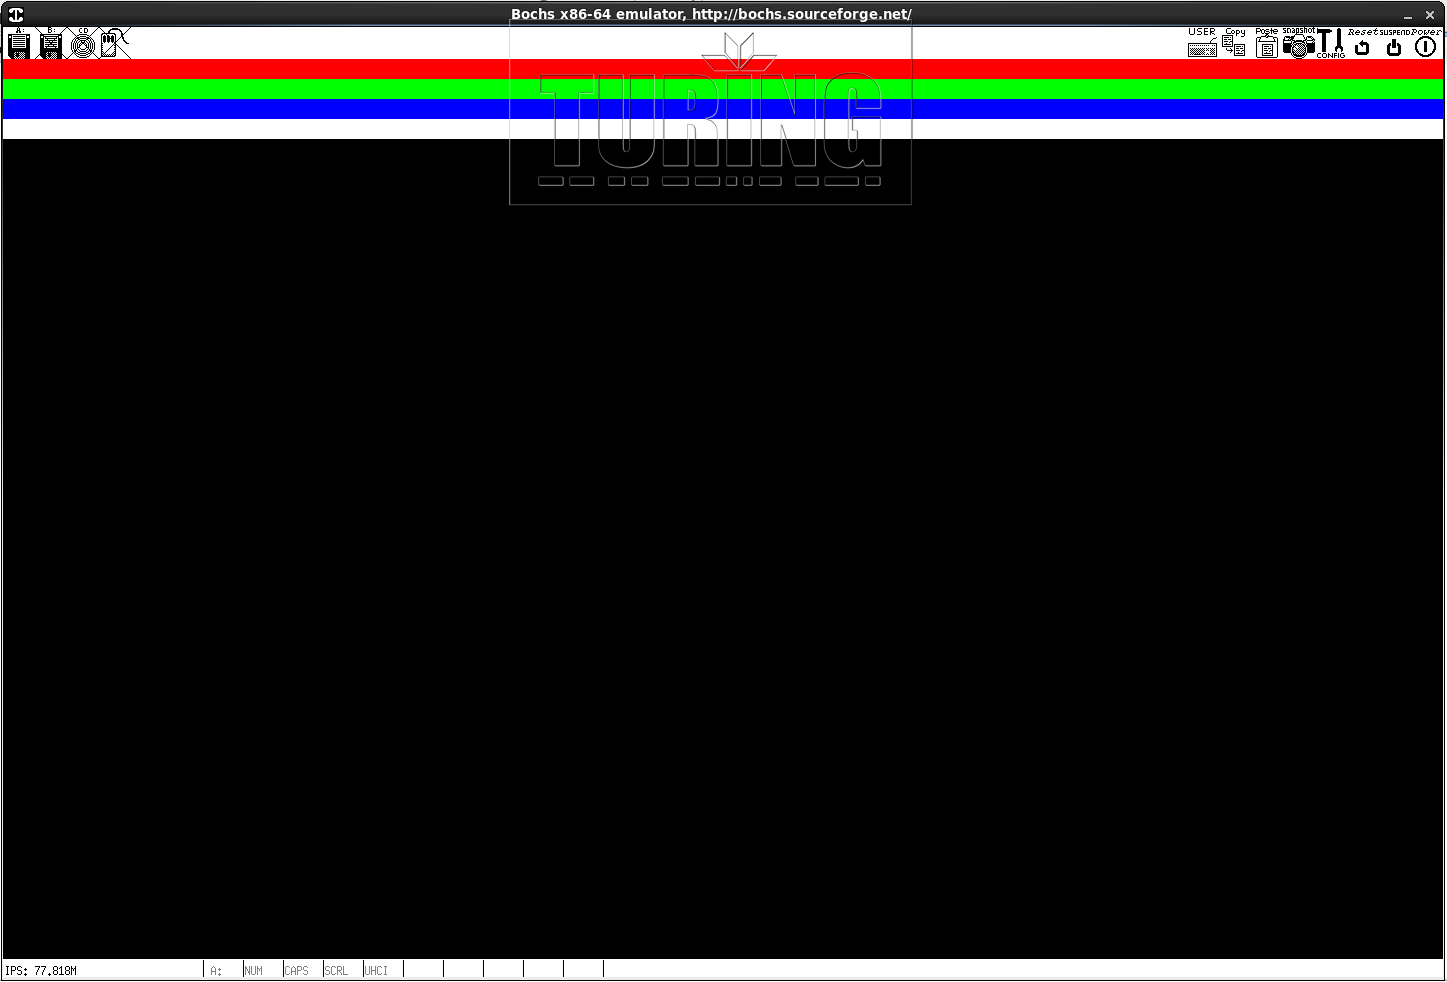 Bochs x86-64 emulator, http://bochs.sourceforge.net/
A: B: CD USER Copy Paste Snapshot CONFIG Reset SUSPEND Power
TURING
IPS: 77.818M A: NUM CAPS SCRL UHCI